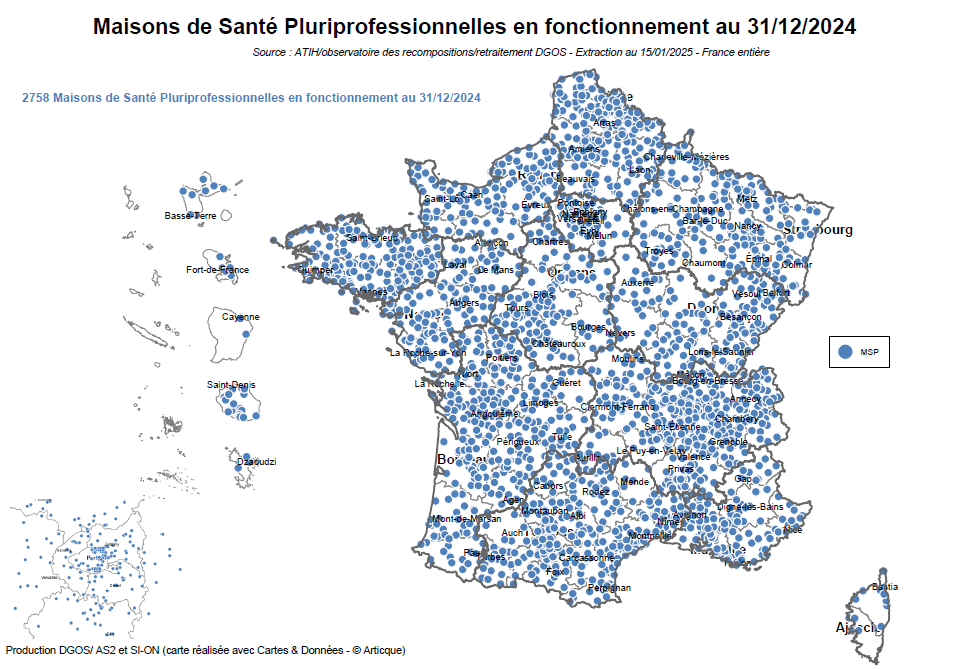 Maisons de Santé Pluriprofessionnelles en fonctionnement au 31/12/2024
Source : ATIH/observatoire des recompositions/retraitement DGOS - Extraction au 15/01/2025 - France entière
2758 Maisons de Santé Pluriprofessionnelles en fonctionnement au 31/12/2024
Arras
Amiens
Charleville-Mézières
Laon
Beauvais
Basse-Terre
Saint-Lô
Caen
Évreux
Pontoise
Châlons-en-Champagne
Metz
Bar-le-Duc
Nancy
Strasbourg
Melun
Saint-Brieuc
Alençon
Chartres
Troyes
Épinal
Colmar
Chaumont
Fort-de-France
Quimper
Laval
Le Mans
Orléans
Auxerre
Vannes
Blois
Vesoul
Belfort
Angers
Tours
Besançon
Cayenne
Bourges
Nevers
Châteauroux
La Roche-sur-Yon
Poitiers
Moulins
Lons-le-Saunier
Niort
Mâcon
Bourg-en-Bresse
MSP
Saint-Denis
La Rochelle
Guéret
Annecy
Limoges
Clermont-Ferrand
Angoulême
Chambéry
Saint-Étienne
Périgueux
Tulle
Grenoble
Le Puy-en-Velay
Valence
Dzaoudzi
Bordeaux
Aurillac
Privas
Cahors
Mende
Gap
Rodez
Agen
Digne-les-Bains
Montauban
Albi
Avignon
Mont-de-Marsan
Nîmes
Nice
Auch
Montpellier
Pau
Tarbes
Carcassonne
Foix
Perpignan
Bastia
Ajaccio
Production DGOS/ AS2 et SI-ON (carte réalisée avec Cartes & Données - © Articque)